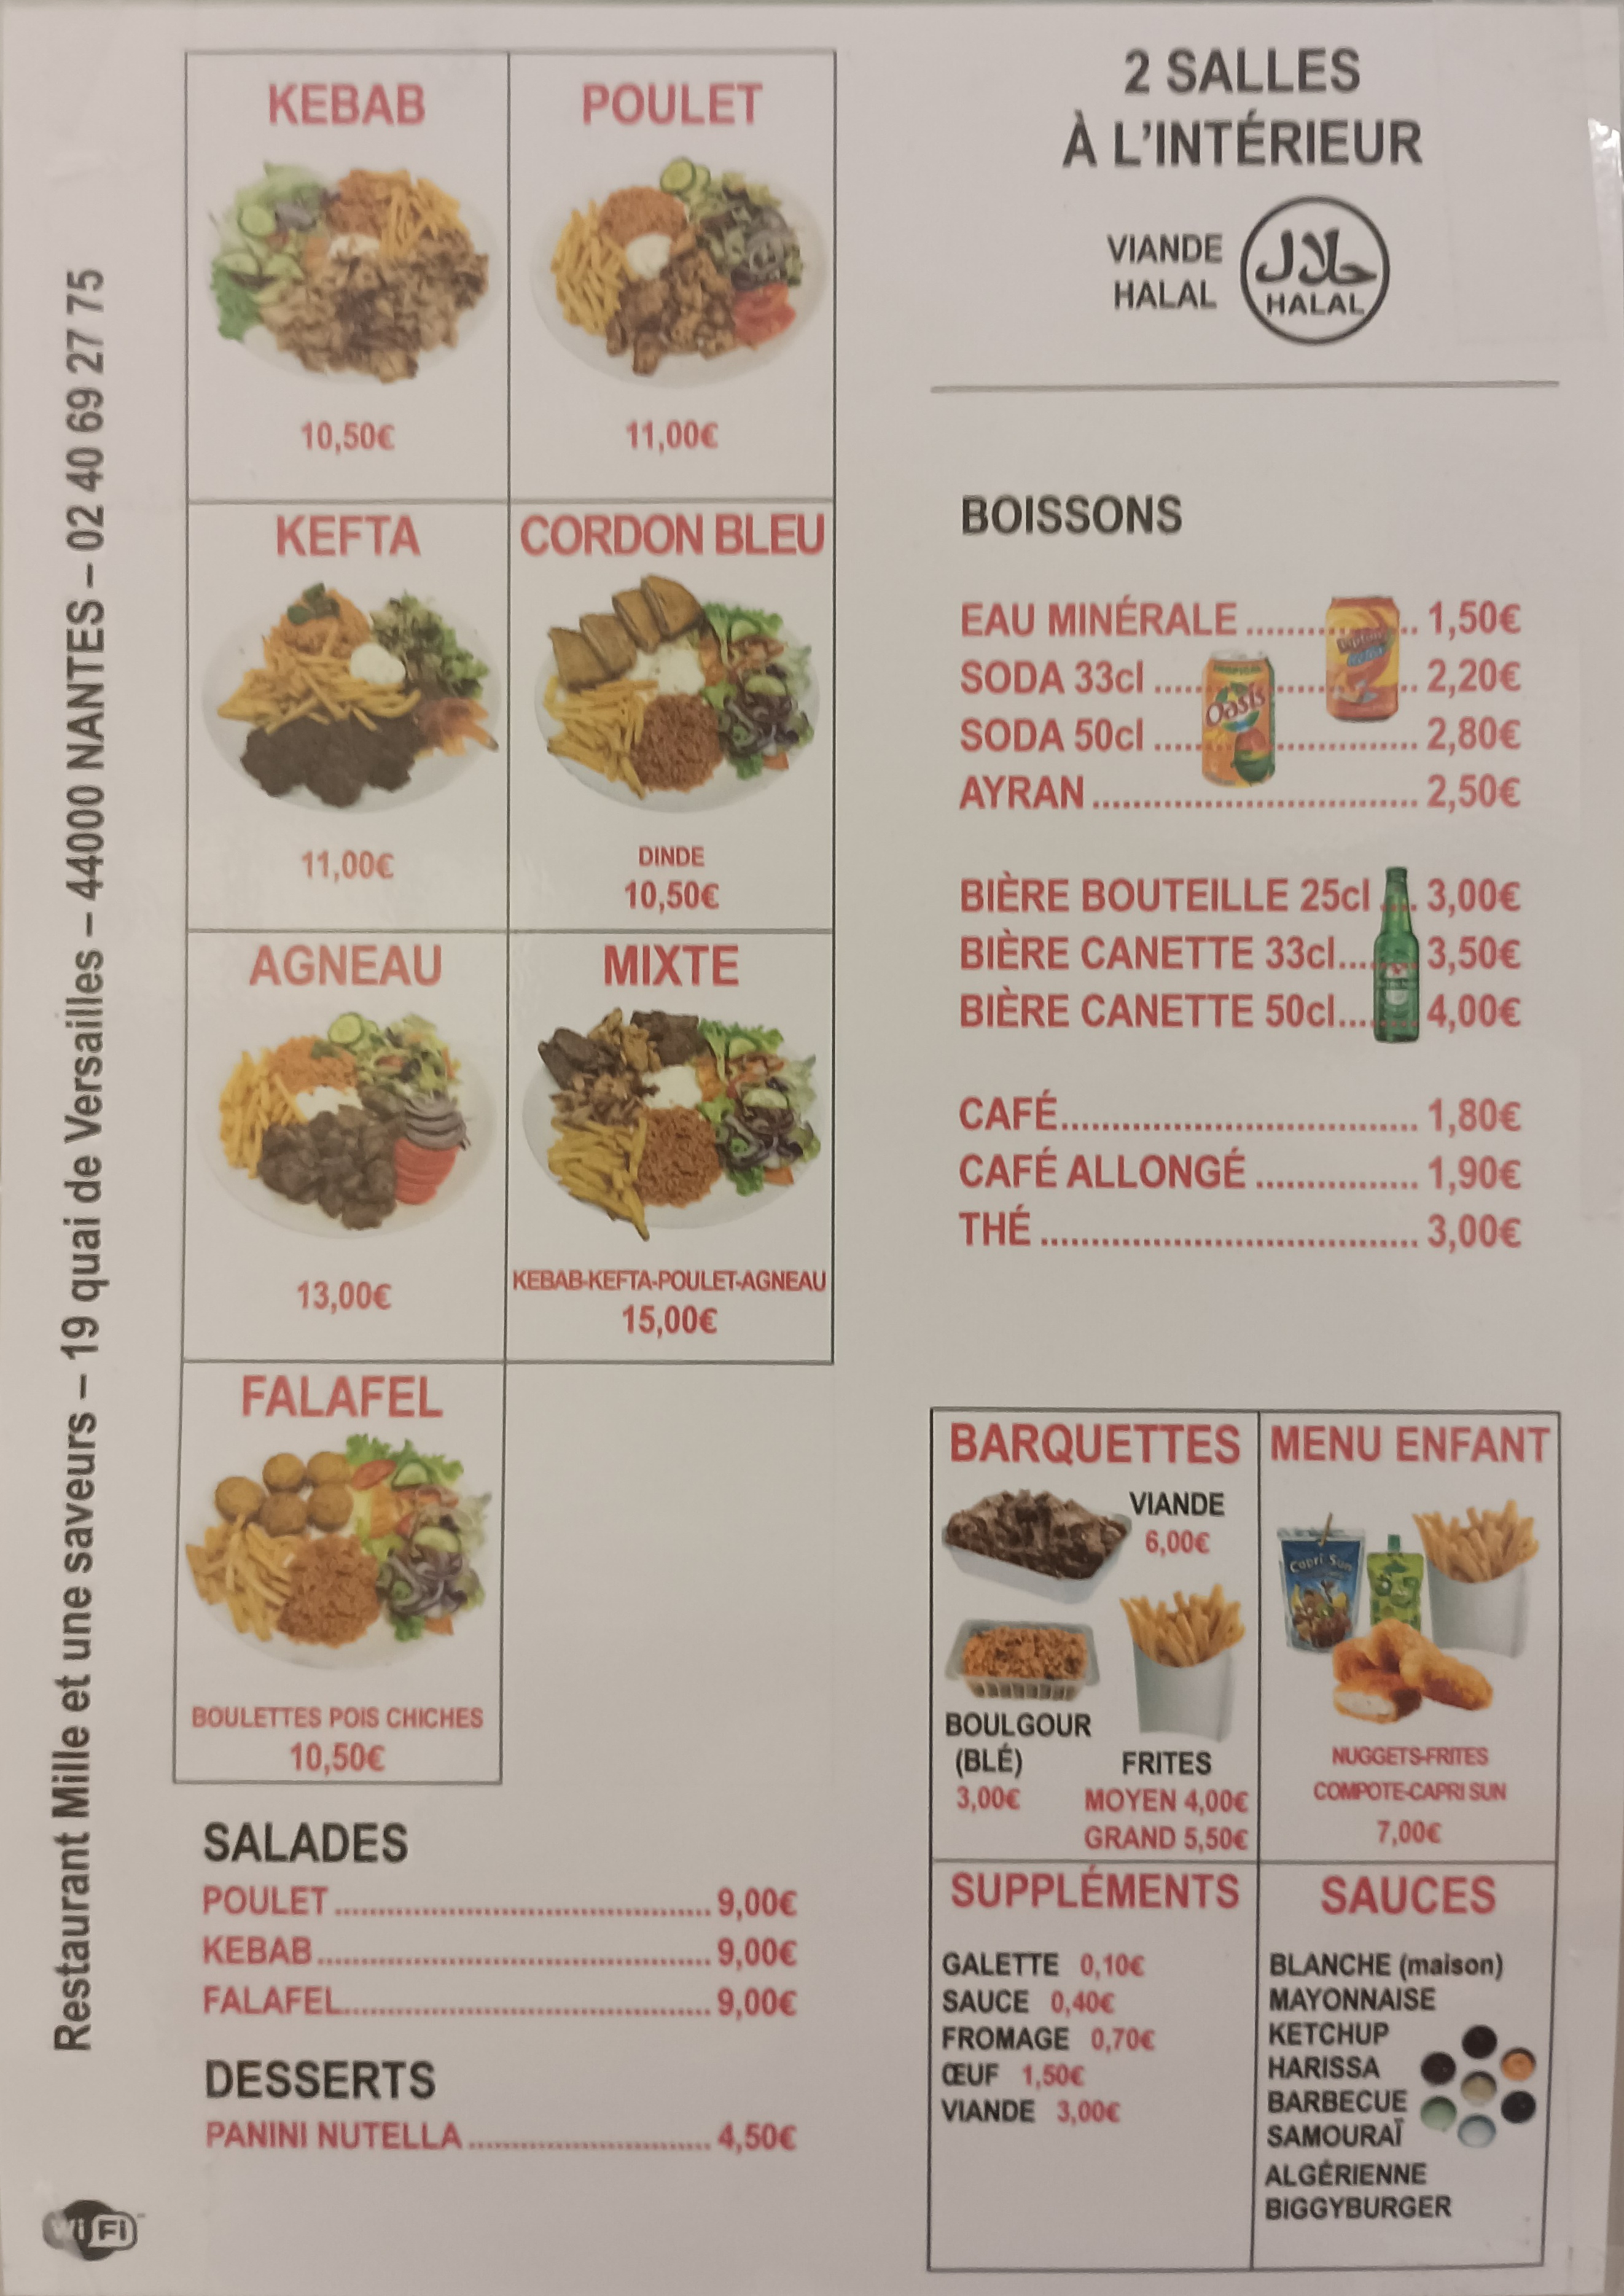 Restaurant Mille et une saveurs – 19 quai de Versailles – 44000 NANTES – 02 40 69 27 75
KEBAB
10,50€
POULET
11,00€
KEFTA
11,00€
CORDON BLEU
DINDE
10,50€
AGNEAU
13,00€
MIXTE
KEBAB-KEFTA-POULET-AGNEAU
15,00€
FALAFEL
BOULETTES POIS CHICHES
10,50€
SALADES
POULET 9,00€
KEBAB 9,00€
FALAFEL 9,00€
DESSERTS
PANINI NUTELLA 4,50€
WiFi
2 SALLES
À L'INTÉRIEUR
VIANDE
HALAL
حلال
HALAL
BOISSONS
EAU MINÉRALE 1,50€
SODA 33cl 2,20€
SODA 50cl 2,80€
AYRAN 2,50€
Oasis
BIÈRE BOUTEILLE 25cl 3,00€
BIÈRE CANETTE 33cl 3,50€
BIÈRE CANETTE 50cl 4,00€
CAFÉ 1,80€
CAFÉ ALLONGÉ 1,90€
THÉ 3,00€
BARQUETTES
VIANDE
6,00€
BOULGOUR
(BLÉ)
3,00€
FRITES
MOYEN 4,00€
GRAND 5,50€
MENU ENFANT
Capri Sun
NUGGETS-FRITES
COMPOTE-CAPRI SUN
7,00€
SUPPLÉMENTS
GALETTE 0,10€
SAUCE 0,40€
FROMAGE 0,70€
ŒUF 1,50€
VIANDE 3,00€
SAUCES
BLANCHE (maison)
MAYONNAISE
KETCHUP
HARISSA
BARBECUE
SAMOURAÏ
ALGÉRIENNE
BIGGYBURGER